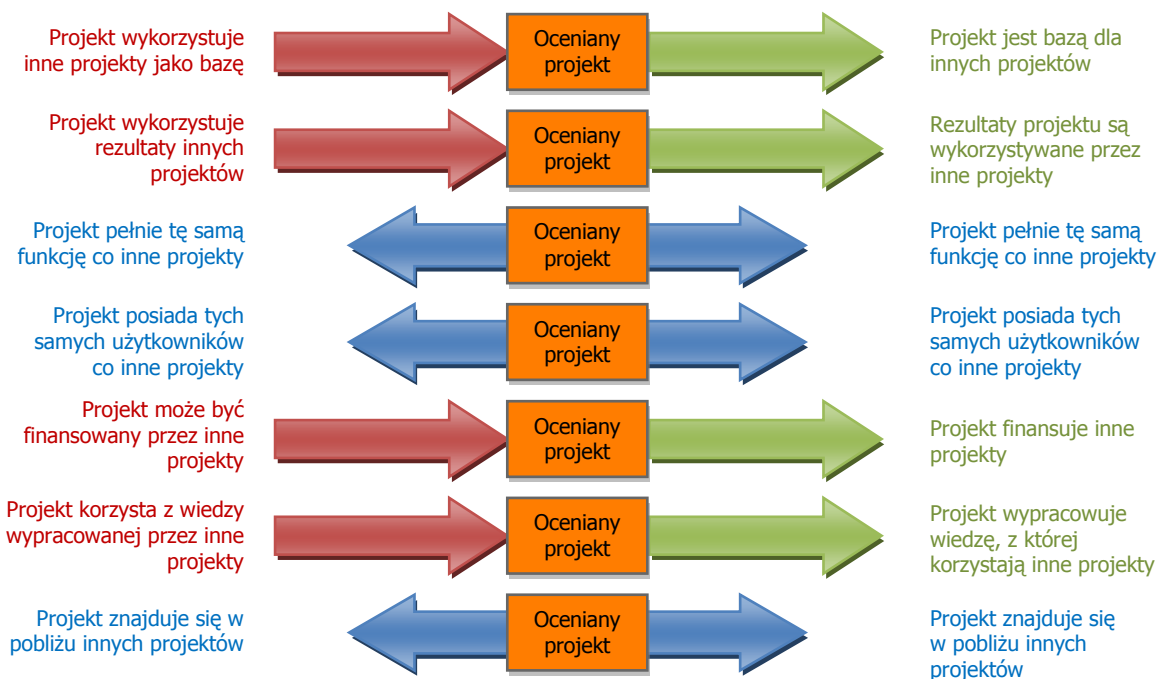 Projekt wykorzystuje
inne projekty jako bazę
Oceniany
projekt
Projekt jest bazą dla
innych projektów
Projekt wykorzystuje
rezultaty innych
projektów
Oceniany
projekt
Rezultaty projektu są
wykorzystywane przez
inne projekty
Projekt pełnie tę samą
funkcję co inne projekty
Oceniany
projekt
Projekt pełnie tę samą
funkcję co inne projekty
Projekt posiada tych
samych użytkowników
co inne projekty
Oceniany
projekt
Projekt posiada tych
samych użytkowników
co inne projekty
Projekt może być
finansowany przez inne
projekty
Oceniany
projekt
Projekt finansuje inne
projekty
Projekt korzysta z wiedzy
wypracowanej przez inne
projekty
Oceniany
projekt
Projekt wypracowuje
wiedzę, z której
korzystają inne projekty
Projekt znajduje się w
pobliżu innych projektów
Oceniany
projekt
Projekt znajduje się
w pobliżu innych
projektów